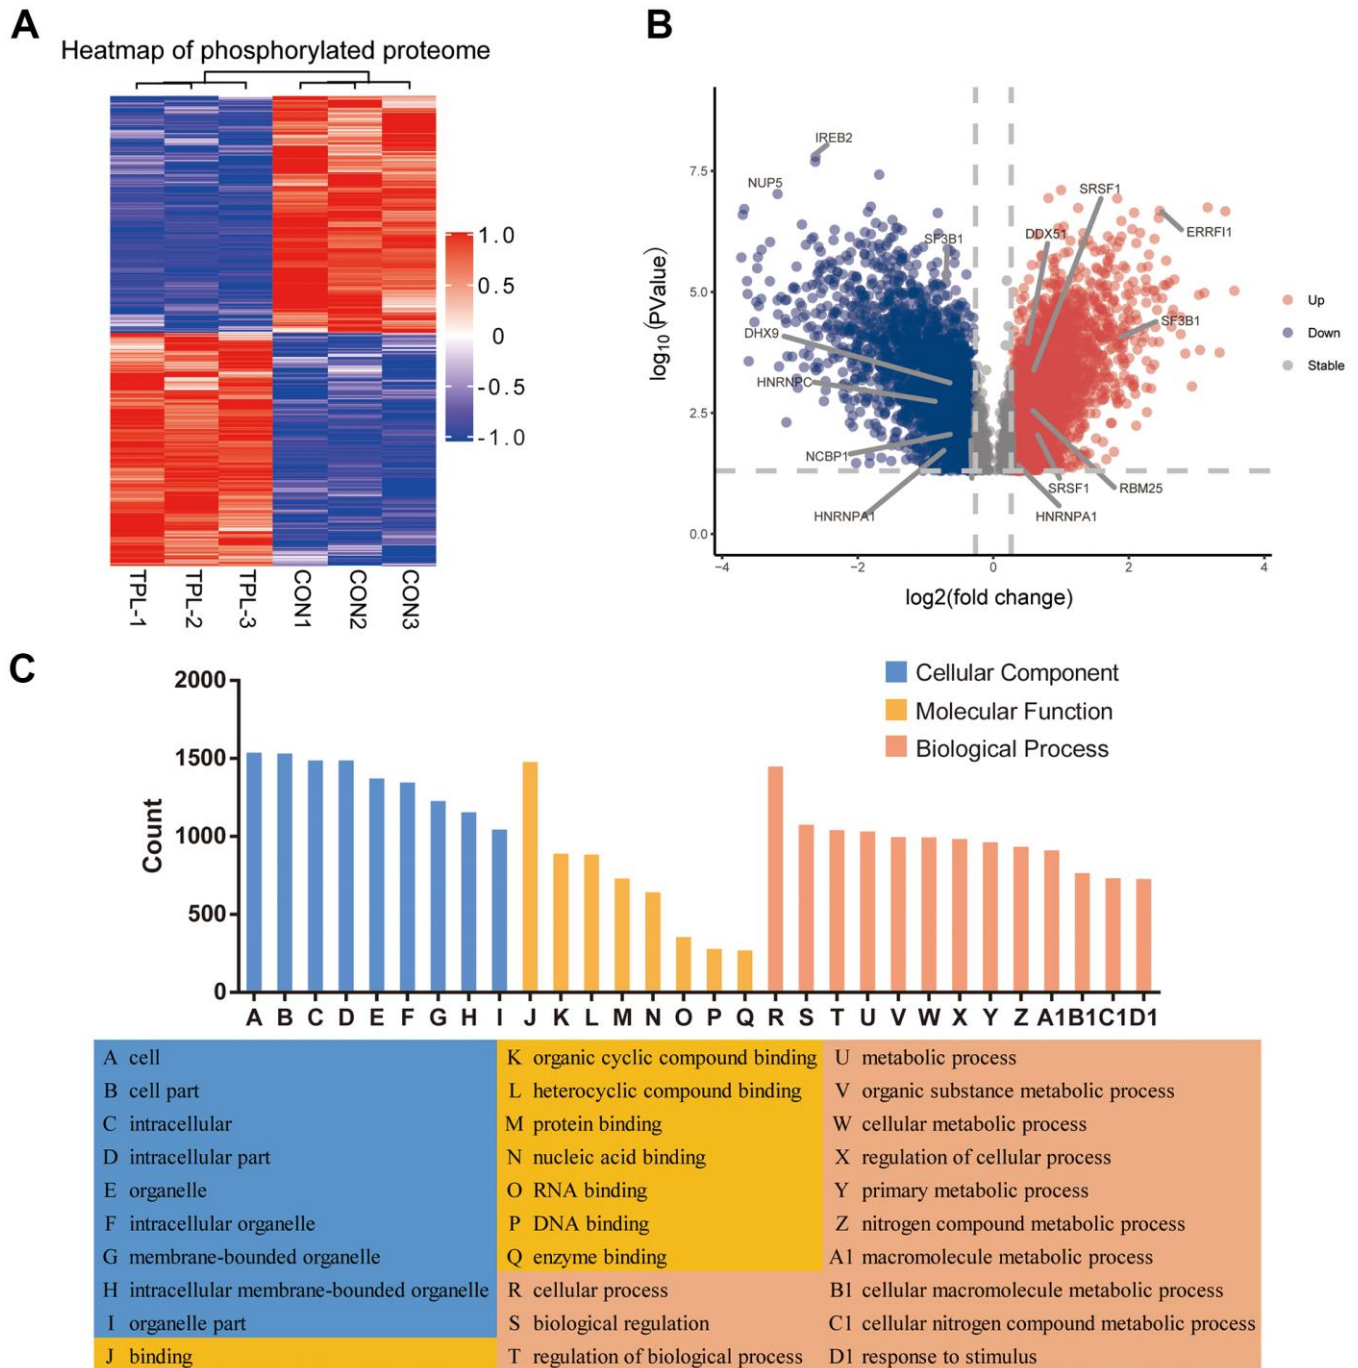 A
Heatmap of phosphorylated proteome
1.0
0.5
0
-0.5
-1.0
TPL-1
TPL-2
TPL-3
CON1
CON2
CON3
B
log10(PValue)
7.5
5.0
2.5
0.0
IREB2
NUP5
SF3B1
DHX9
HNRNPC
NCBP1
HNRNPA1
SRSF1
DDX51
ERRFI1
SF3B1
RBM25
SRSF1
HNRNPA1
−4
−2
0
2
4
log2(fold change)
Up
Down
Stable
C
Cellular Component
Molecular Function
Biological Process
Count
2000
1500
1000
500
0
A B C D E F G H I J K L M N O P Q R S T U V W X Y Z A1 B1 C1 D1
A cell
B cell part
C intracellular
D intracellular part
E organelle
F intracellular organelle
G membrane-bounded organelle
H intracellular membrane-bounded organelle
I organelle part
J binding
K organic cyclic compound binding
L heterocyclic compound binding
M protein binding
N nucleic acid binding
O RNA binding
P DNA binding
Q enzyme binding
R cellular process
S biological regulation
T regulation of biological process
U metabolic process
V organic substance metabolic process
W cellular metabolic process
X regulation of cellular process
Y primary metabolic process
Z nitrogen compound metabolic process
A1 macromolecule metabolic process
B1 cellular macromolecule metabolic process
C1 cellular nitrogen compound metabolic process
D1 response to stimulus